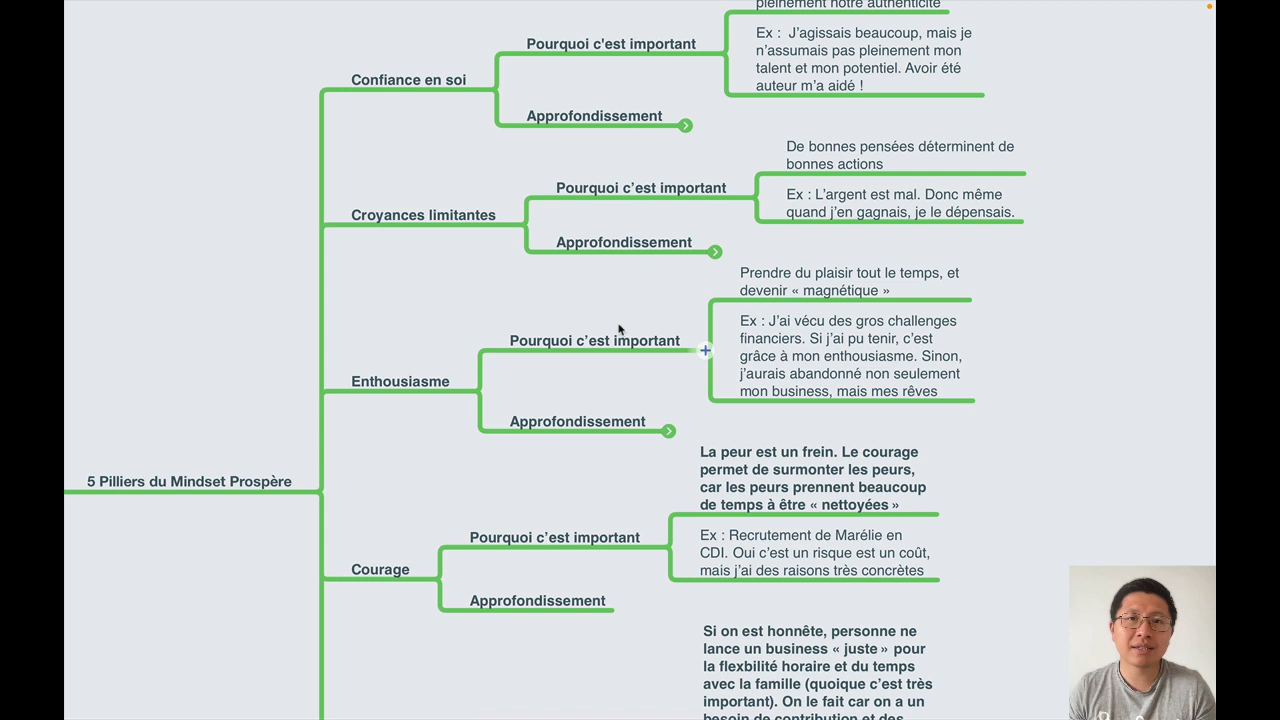 pleinement notre authenticité
Pourquoi c'est important
Ex :  J'agissais beaucoup, mais je
n'assumais pas pleinement mon
talent et mon potentiel. Avoir été
auteur m'a aidé !
Confiance en soi
Approfondissement
De bonnes pensées déterminent de
bonnes actions
Pourquoi c'est important
Ex : L'argent est mal. Donc même
quand j'en gagnais, je le dépensais.
Croyances limitantes
Approfondissement
Prendre du plaisir tout le temps, et
devenir « magnétique »
Pourquoi c'est important
Ex : J'ai vécu des gros challenges
financiers. Si j'ai pu tenir, c'est
grâce à mon enthousiasme. Sinon,
j'aurais abandonné non seulement
mon business, mais mes rêves
Enthousiasme
Approfondissement
5 Pilliers du Mindset Prospère
La peur est un frein. Le courage
permet de surmonter les peurs,
car les peurs prennent beaucoup
de temps à être « nettoyées »
Pourquoi c'est important
Ex : Recrutement de Marélie en
CDI. Oui c'est un risque est un coût,
mais j'ai des raisons très concrètes
Courage
Approfondissement
Si on est honnête, personne ne
lance un business « juste » pour
la flexbilité horaire et du temps
avec la famille (quoique c'est très
important). On le fait car on a un
besoin de contribution et des